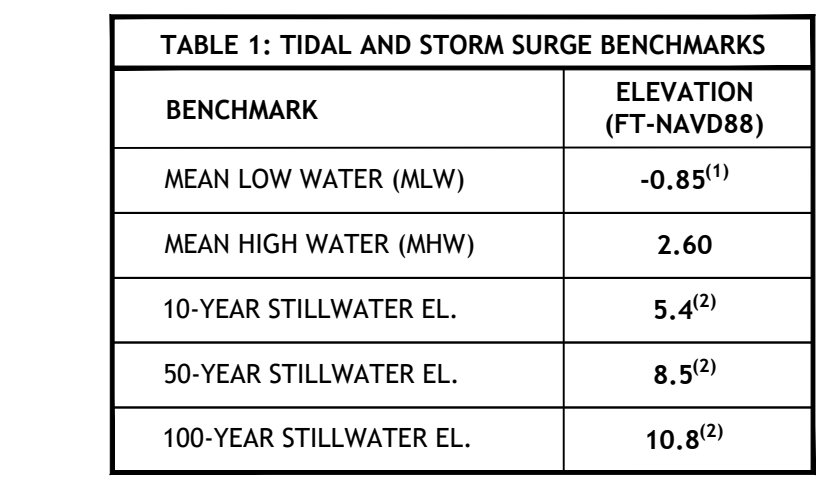 TABLE 1: TIDAL AND STORM SURGE BENCHMARKS
BENCHMARK
ELEVATION
(FT-NAVD88)
MEAN LOW WATER (MLW)
-0.85(1)
MEAN HIGH WATER (MHW)
2.60
10-YEAR STILLWATER EL.
5.4(2)
50-YEAR STILLWATER EL.
8.5(2)
100-YEAR STILLWATER EL.
10.8(2)